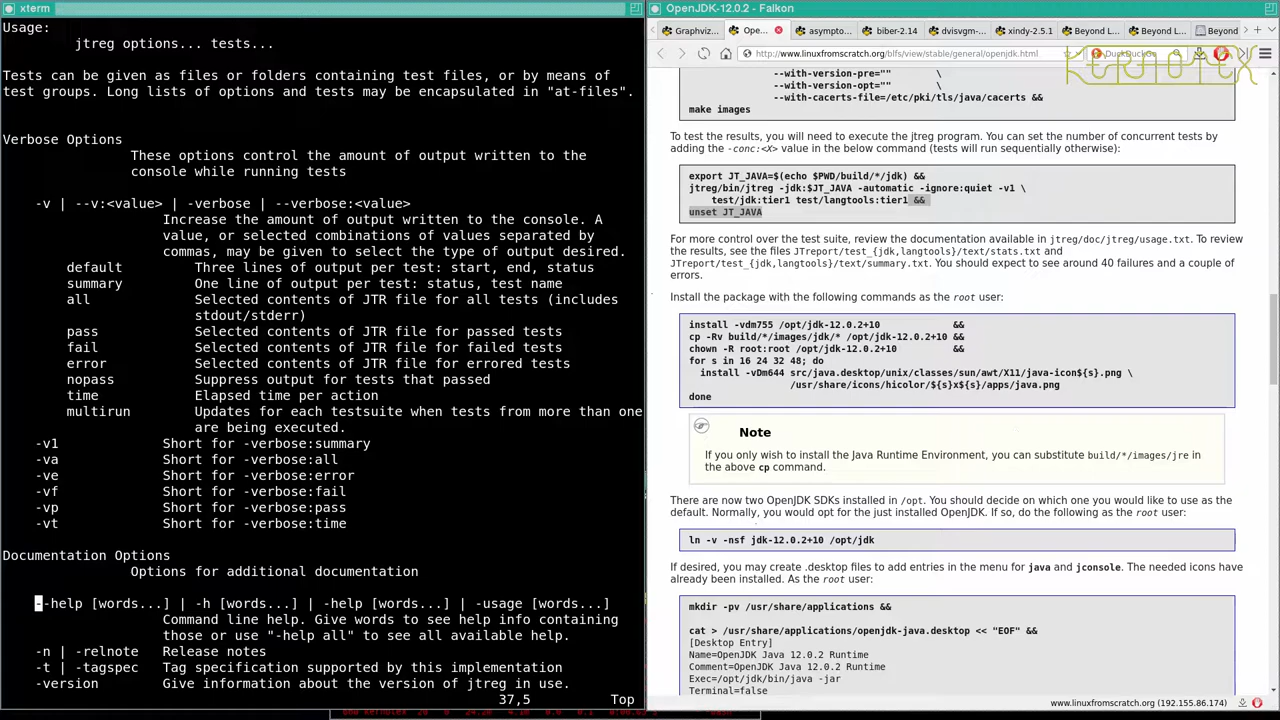 xterm
Usage:
jtreg options... tests...
Tests can be given as files or folders containing test files, or by means of
test groups. Long lists of options and tests may be encapsulated in "at-files".
Verbose Options
These options control the amount of output written to the
console while running tests
-v | --v:<value> | -verbose | --verbose:<value>
Increase the amount of output written to the console. A
value, or selected combinations of values separated by
commas, may be given to select the type of output desired.
default Three lines of output per test: start, end, status
summary One line of output per test: status, test name
all Selected contents of JTR file for all tests (includes
stdout/stderr)
pass Selected contents of JTR file for passed tests
fail Selected contents of JTR file for failed tests
error Selected contents of JTR file for errored tests
nopass Suppress output for tests that passed
time Elapsed time per action
multirun Updates for each testsuite when tests from more than one
are being executed.
-v1 Short for -verbose:summary
-va Short for -verbose:all
-ve Short for -verbose:error
-vf Short for -verbose:fail
-vp Short for -verbose:pass
-vt Short for -verbose:time
Documentation Options
Options for additional documentation
--help [words...] | -h [words...] | -help [words...] | -usage [words...]
Command line help. Give words to see help info containing
those or use "-help all" to see all available help.
-n | -relnote Release notes
-t | -tagspec Tag specification supported by this implementation
-version Give information about the version of jtreg in use.
37,5 Top
OpenJDK-12.0.2 - Falkon
Graphviz Ope... asympto... biber-2.14 dvisvgm-... xindy-2.5.1 Beyond L... Beyond L... Beyond
http://www.linuxfromscratch.org/blfs/view/stable/general/openjdk.html
DuckDuckGo
KERNOTEX
--with-version-pre="" \
--with-version-opt="" \
--with-cacerts-file=/etc/pki/tls/java/cacerts &&
make images
To test the results, you will need to execute the jtreg program. You can set the number of concurrent tests by
adding the -conc:<X> value in the below command (tests will run sequentially otherwise):
export JT_JAVA=$(echo $PWD/build/*/jdk) &&
jtreg/bin/jtreg -jdk:$JT_JAVA -automatic -ignore:quiet -v1 \
test/jdk:tier1 test/langtools:tier1 &&
unset JT_JAVA
For more control over the test suite, review the documentation available in jtreg/doc/jtreg/usage.txt. To review
the results, see the files JTreport/test_{jdk,langtools}/text/stats.txt and
JTreport/test_{jdk,langtools}/text/summary.txt. You should expect to see around 40 failures and a couple of
errors.
Install the package with the following commands as the root user:
install -vdm755 /opt/jdk-12.0.2+10 &&
cp -Rv build/*/images/jdk/* /opt/jdk-12.0.2+10 &&
chown -R root:root /opt/jdk-12.0.2+10 &&
for s in 16 24 32 48; do
install -vDm644 src/java.desktop/unix/classes/sun/awt/X11/java-icon${s}.png \
/usr/share/icons/hicolor/${s}x${s}/apps/java.png
done
Note
If you only wish to install the Java Runtime Environment, you can substitute build/*/images/jre in
the above cp command.
There are now two OpenJDK SDKs installed in /opt. You should decide on which one you would like to use as the
default. Normally, you would opt for the just installed OpenJDK. If so, do the following as the root user:
ln -v -nsf jdk-12.0.2+10 /opt/jdk
If desired, you may create .desktop files to add entries in the menu for java and jconsole. The needed icons have
already been installed. As the root user:
mkdir -pv /usr/share/applications &&
cat > /usr/share/applications/openjdk-java.desktop << "EOF" &&
[Desktop Entry]
Name=OpenJDK Java 12.0.2 Runtime
Comment=OpenJDK Java 12.0.2 Runtime
Exec=/opt/jdk/bin/java -jar
Terminal=false
www.linuxfromscratch.org (192.155.86.174)